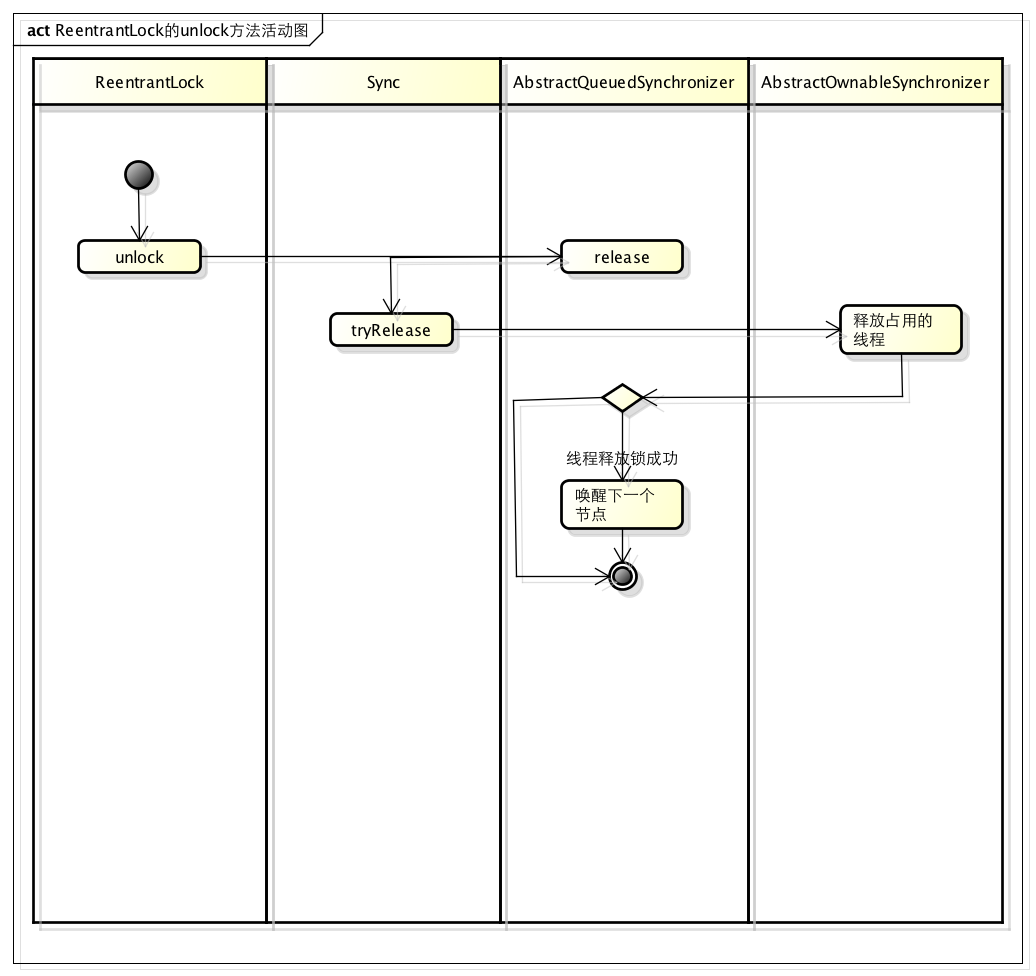 act ReentrantLock的unlock方法活动图
ReentrantLock
Sync
AbstractQueuedSynchronizer
AbstractOwnableSynchronizer
unlock
release
tryRelease
释放占用的
线程
线程释放锁成功
唤醒下一个
节点